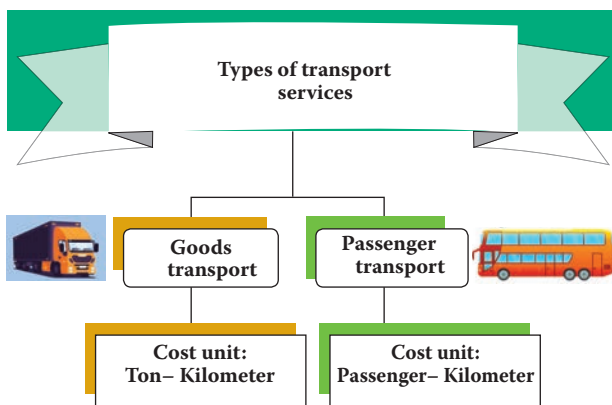 Types of transport
services
Goods
transport
Passenger
transport
Cost unit:
Ton– Kilometer
Cost unit:
Passenger– Kilometer